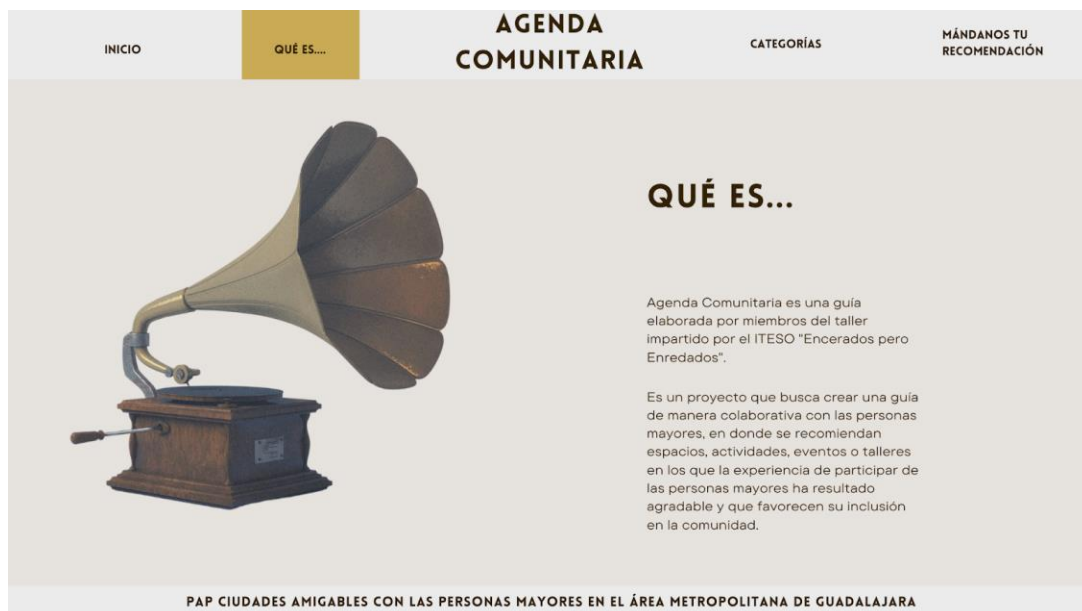 INICIO
QUÉ ES....
AGENDA
COMUNITARIA
CATEGORÍAS
MÁNDANOS TU
RECOMENDACIÓN
QUÉ ES...
Agenda Comunitaria es una guía
elaborada por miembros del taller
impartido por el ITESO "Encerados pero
Enredados".
Es un proyecto que busca crear una guía
de manera colaborativa con las personas
mayores, en donde se recomiendan
espacios, actividades, eventos o talleres
en los que la experiencia de participar de
las personas mayores ha resultado
agradable y que favorecen su inclusión
en la comunidad.
PAP CIUDADES AMIGABLES CON LAS PERSONAS MAYORES EN EL ÁREA METROPOLITANA DE GUADALAJARA